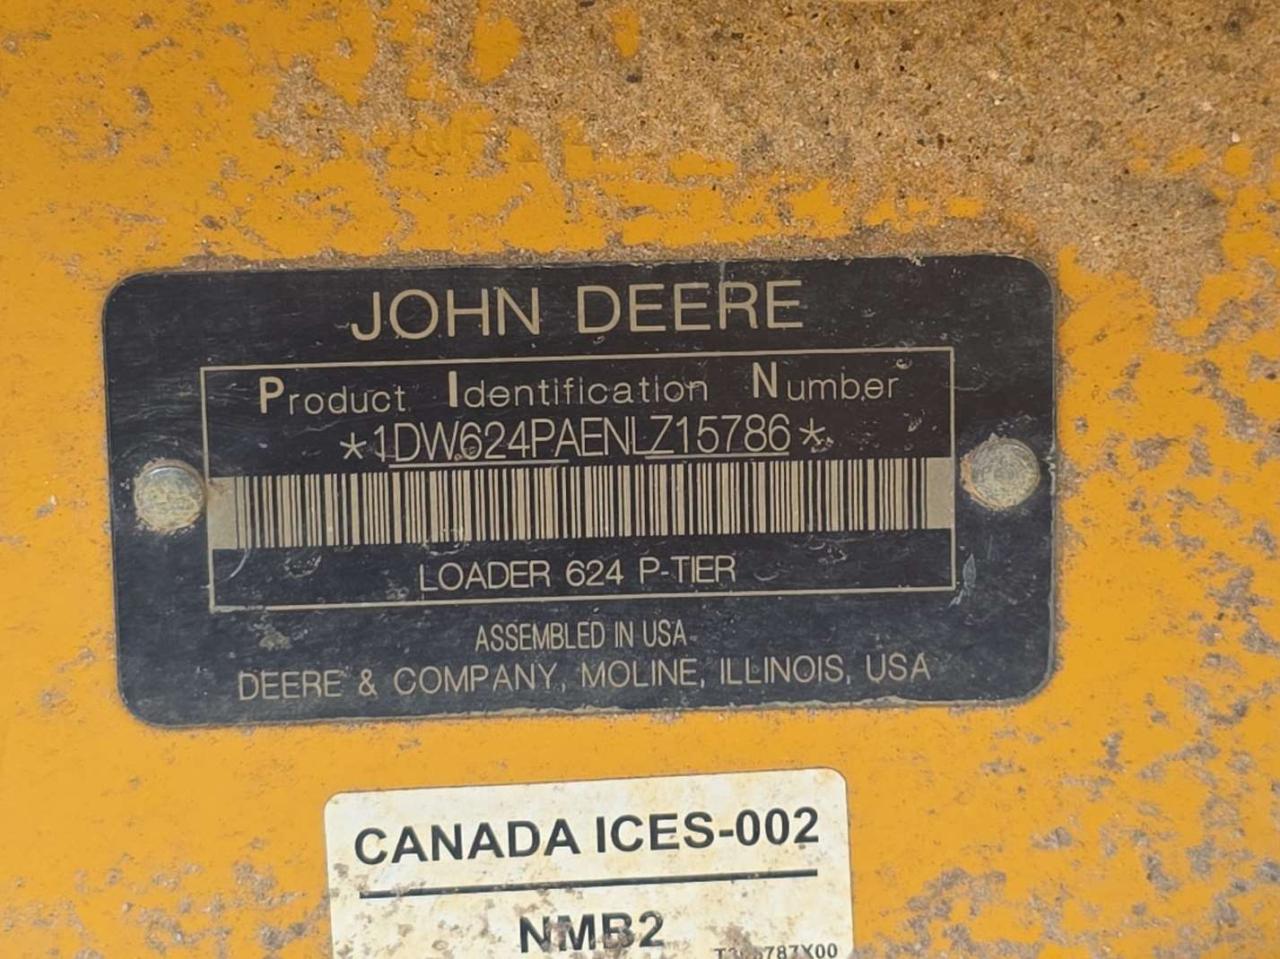 JOHN DEERE
Product Identification Number
*1DW624PAENLZ15786*
LOADER 624 P-TIER
ASSEMBLED IN USA
DEERE & COMPANY, MOLINE, ILLINOIS, USA
CANADA ICES-002
NMB2